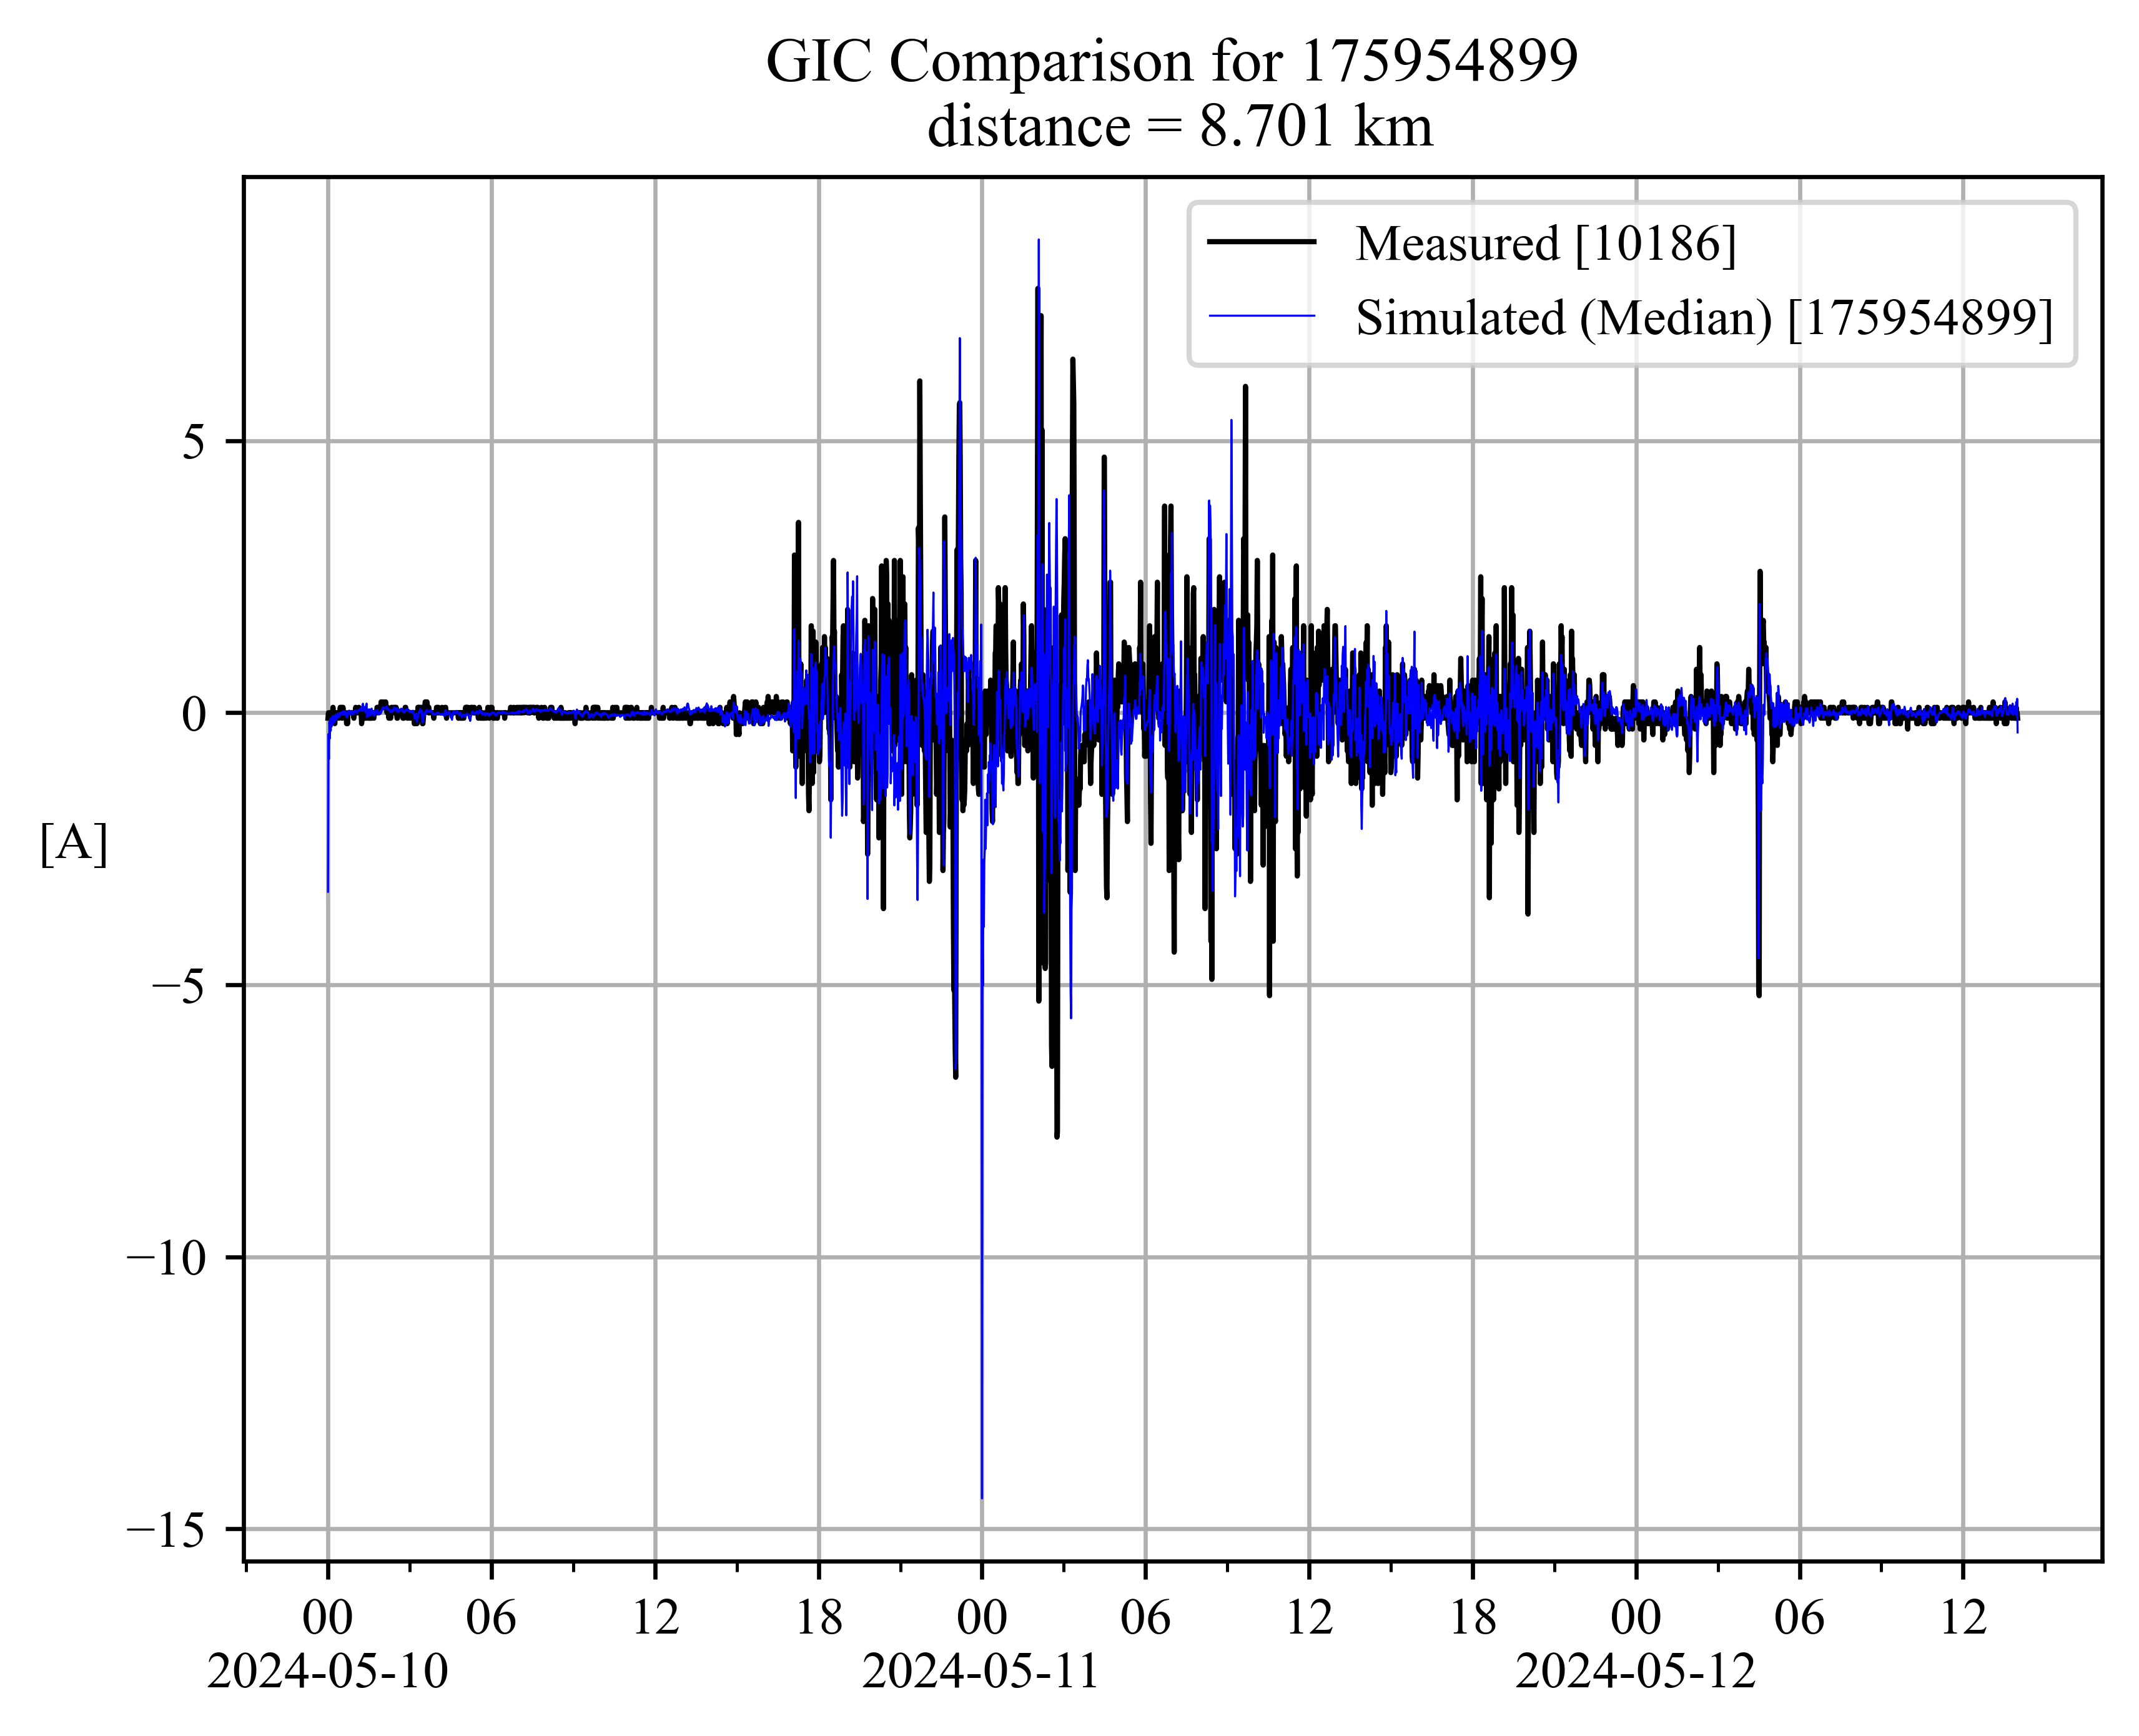 GIC Comparison for 175954899
distance = 8.701 km
Measured [10186]
Simulated (Median) [175954899]
5
0
−5
−10
−15
[A]
00 06 12 18 00 06 12 18 00 06 12
2024-05-10 2024-05-11 2024-05-12